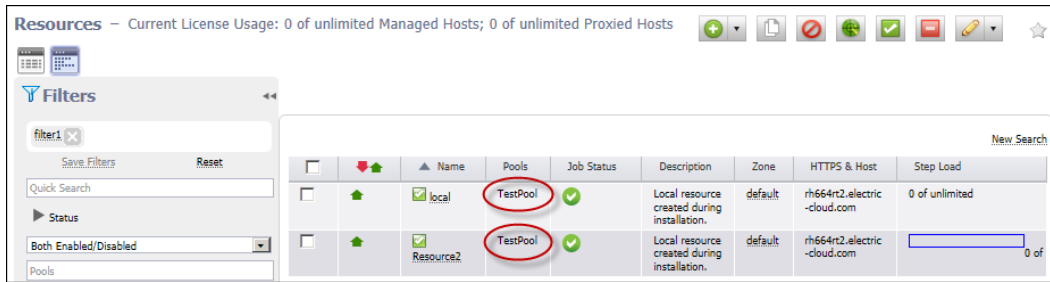 Resources – Current License Usage: 0 of unlimited Managed Hosts; 0 of unlimited Proxied Hosts
Filters
filter1
Save Filters Reset
Quick Search
Status
Both Enabled/Disabled
Pools
New Search
Name Pools Job Status Description Zone HTTPS & Host Step Load
local TestPool Local resource default rh664rt2.electric 0 of unlimited
created during -cloud.com
installation.
Resource2 TestPool Local resource default rh664rt2.electric
created during -cloud.com 0 of
installation.